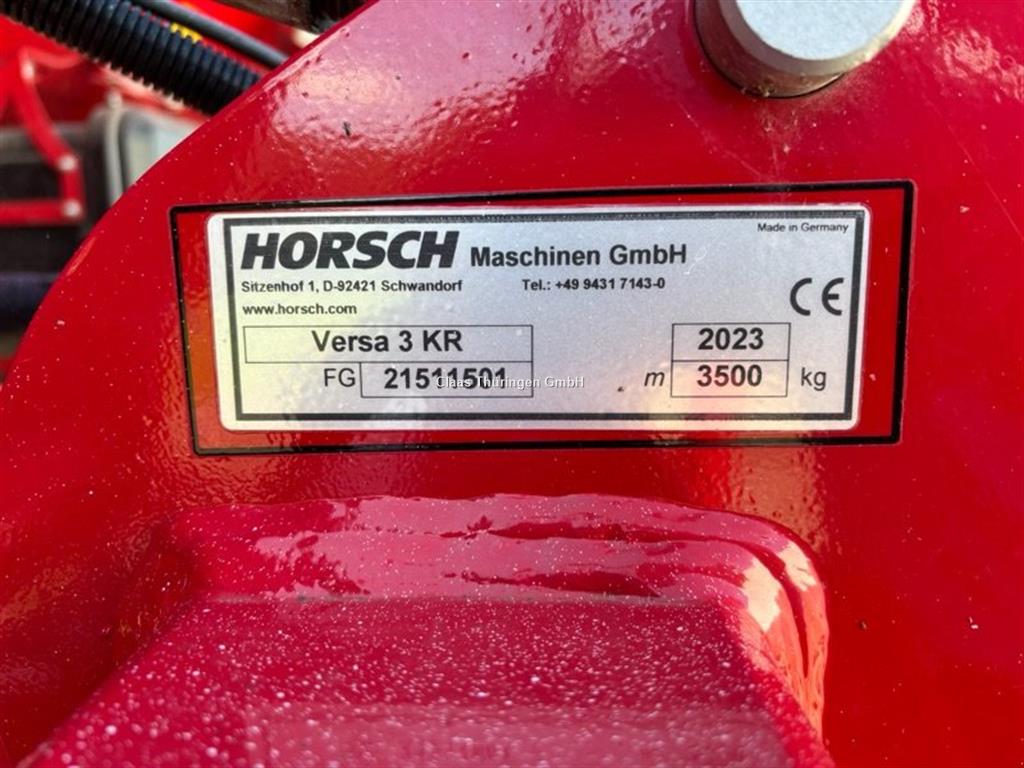 Made in Germany
HORSCH Maschinen GmbH
Sitzenhof 1, D-92421 Schwandorf Tel.: +49 9431 7143-0
www.horsch.com
CE
Versa 3 KR 2023
FG 21511501 m 3500 kg
Claas Thüringen GmbH